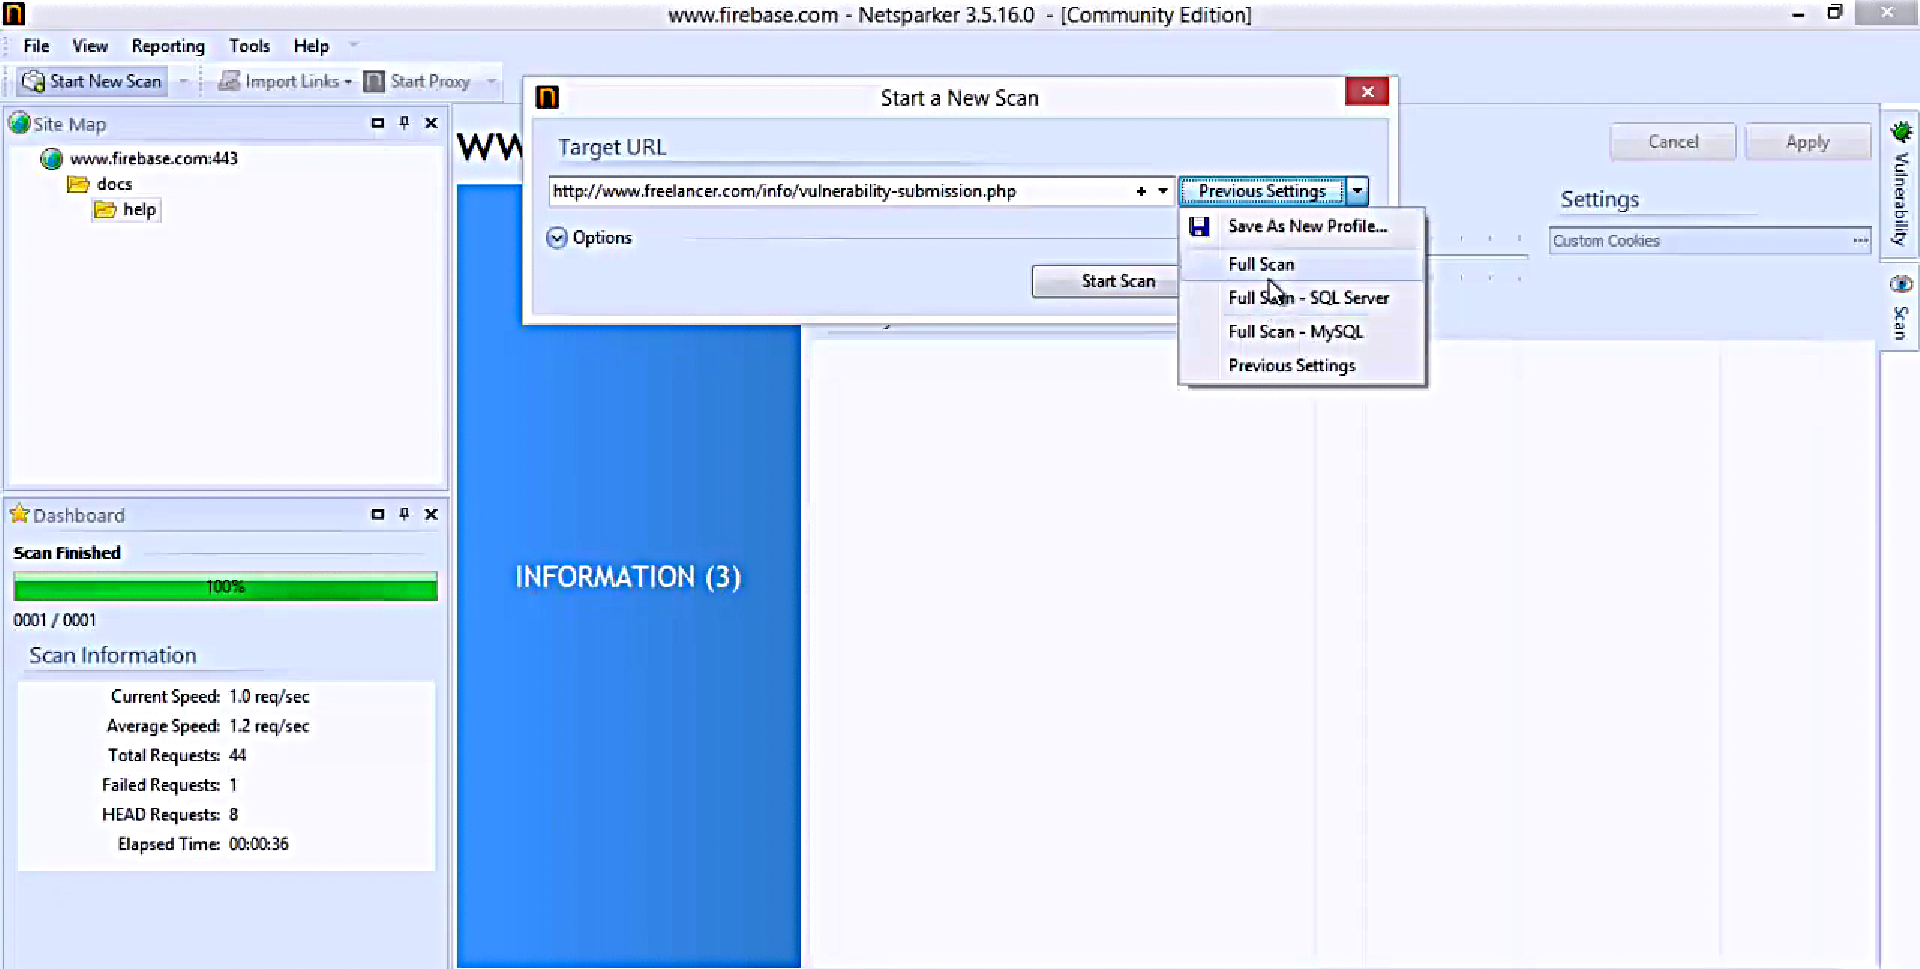 www.firebase.com - Netsparker 3.5.16.0 - [Community Edition]
File View Reporting Tools Help
Start New Scan Import Links Start Proxy
Start a New Scan
Site Map
www.firebase.com:443
docs
help
Target URL
http://www.freelancer.com/info/vulnerability-submission.php
Previous Settings
Options
Start Scan
Save As New Profile...
Full Scan
Full Scan - SQL Server
Full Scan - MySQL
Previous Settings
Cancel Apply
Settings
Custom Cookies
Vulnerability
Scan
Dashboard
Scan Finished
100%
0001 / 0001
Scan Information
Current Speed: 1.0 req/sec
Average Speed: 1.2 req/sec
Total Requests: 44
Failed Requests: 1
HEAD Requests: 8
Elapsed Time: 00:00:36
INFORMATION (3)